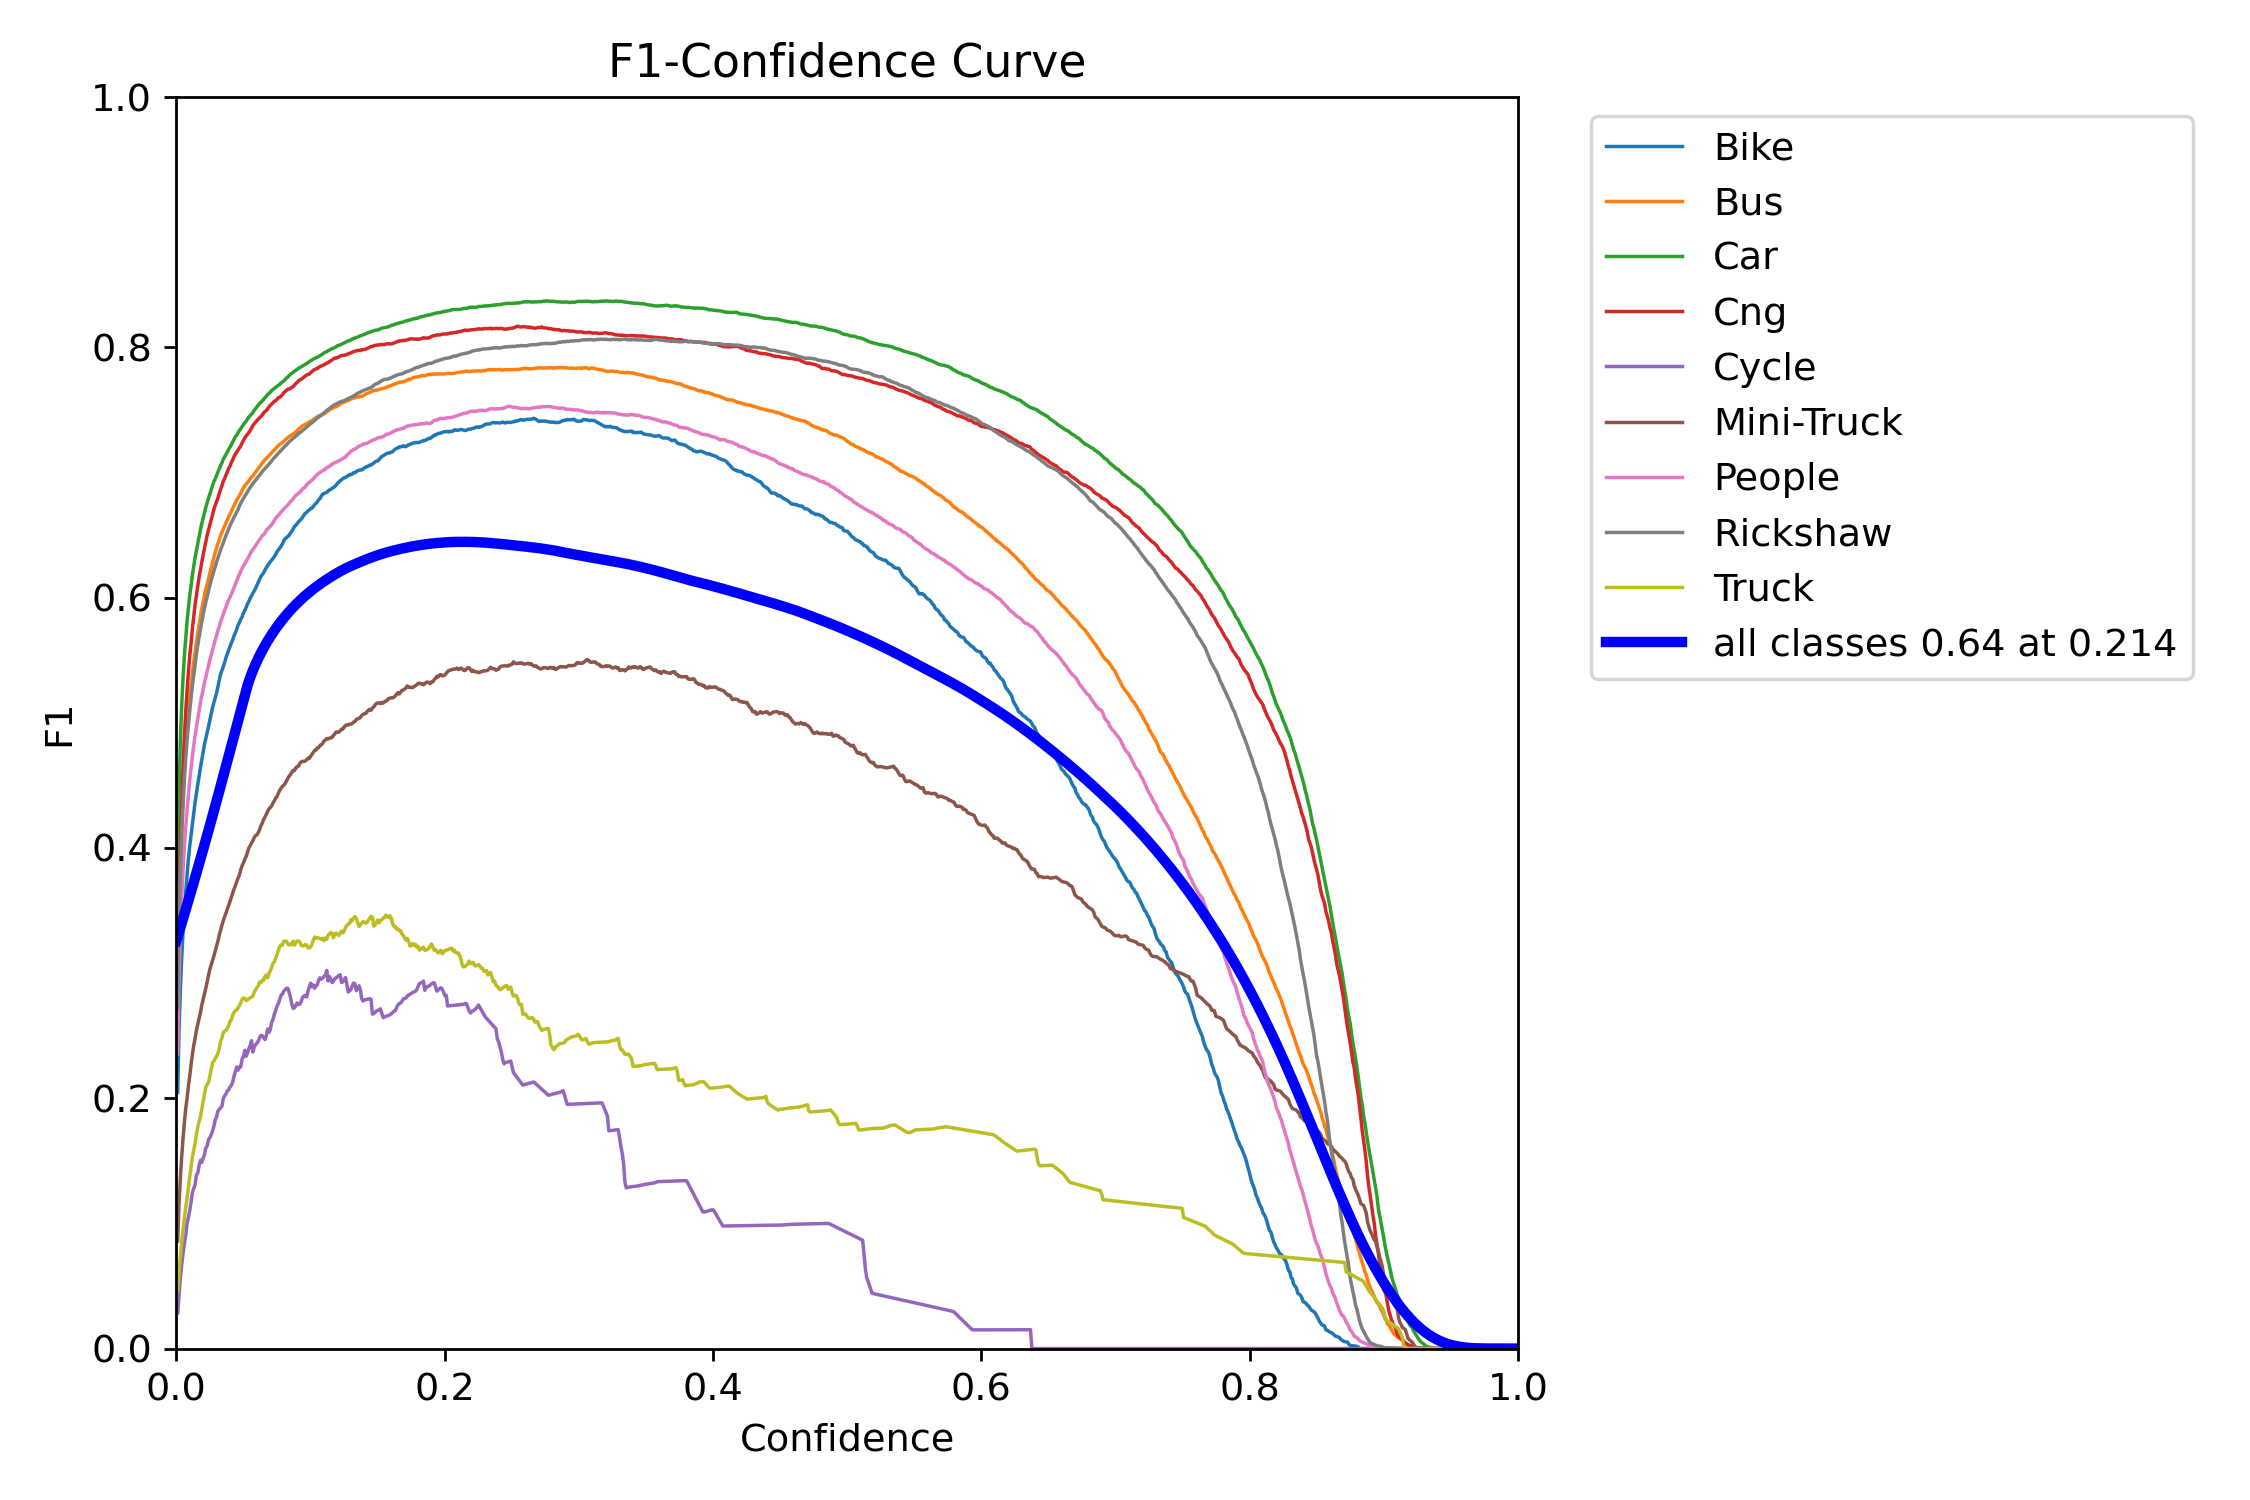 F1-Confidence Curve
1.0
0.8
0.6
0.4
0.2
0.0
F1
0.0 0.2 0.4 0.6 0.8 1.0
Confidence
Bike
Bus
Car
Cng
Cycle
Mini-Truck
People
Rickshaw
Truck
all classes 0.64 at 0.214